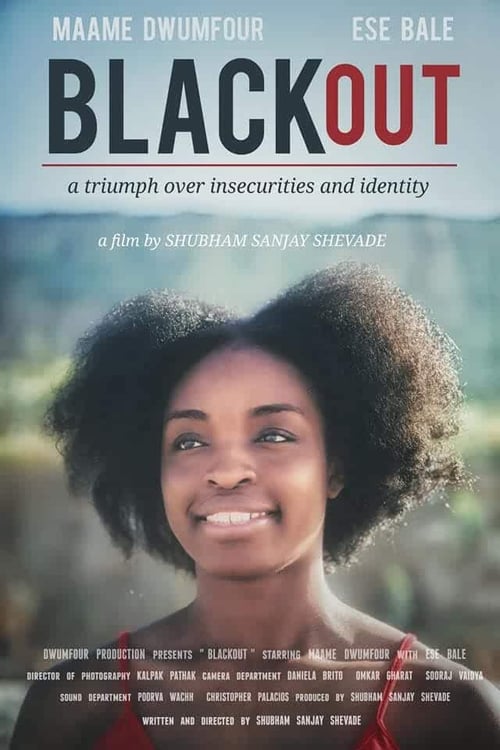 MAAME DWUMFOUR ESE BALE
BLACKOUT
a triumph over insecurities and identity
a film by SHUBHAM SANJAY SHEVADE
DWUMFOUR PRODUCTION PRESENTS "BLACKOUT" STARRING MAAME DWUMFOUR WITH ESE BALE
DIRECTOR OF PHOTOGRAPHY KALPAK PATHAK CAMERA DEPARTMENT DANIELA BRITO OMKAR GHARAT SOORAJ VAIDYA
SOUND DEPARTMENT POORVA WACHH CHRISTOPHER PALACIOS PRODUCED BY SHUBHAM SANJAY SHEVADE
WRITTEN AND DIRECTED BY SHUBHAM SANJAY SHEVADE